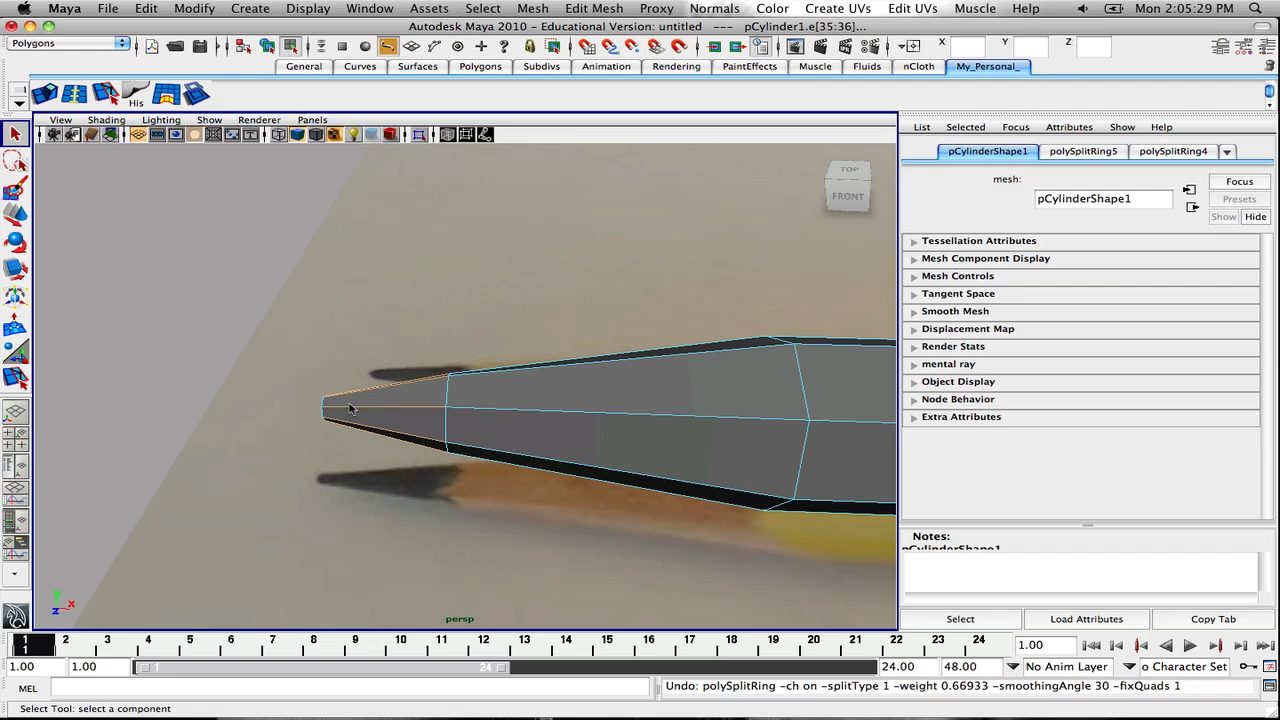 Maya File Edit Modify Create Display Window Assets Select Mesh Edit Mesh Proxy Normals Color Create UVs Edit UVs Muscle Help Mon 2:05:29 PM
Autodesk Maya 2010 - Educational Version: untitled --- pCylinder1.e[35:36]...
Polygons X Y Z
General Curves Surfaces Polygons Subdivs Animation Rendering PaintEffects Muscle Fluids nCloth My_Personal_
His
View Shading Lighting Show Renderer Panels
List Selected Focus Attributes Show Help
pCylinderShape1 polySplitRing5 polySplitRing4
mesh: pCylinderShape1
Focus
Presets
Show Hide
TOP
FRONT
Tessellation Attributes
Mesh Component Display
Mesh Controls
Tangent Space
Smooth Mesh
Displacement Map
Render Stats
mental ray
Object Display
Node Behavior
Extra Attributes
Notes:
pCylinderShape1
y
z x
persp
Select Load Attributes Copy Tab
1 2 3 4 5 6 7 8 9 10 11 12 13 14 15 16 17 18 19 20 21 22 23 24 1.00
1
1.00 1.00 1 24 24.00 48.00 No Anim Layer o Character Set
MEL Undo: polySplitRing -ch on -splitType 1 -weight 0.66933 -smoothingAngle 30 -fixQuads 1
Select Tool: select a component